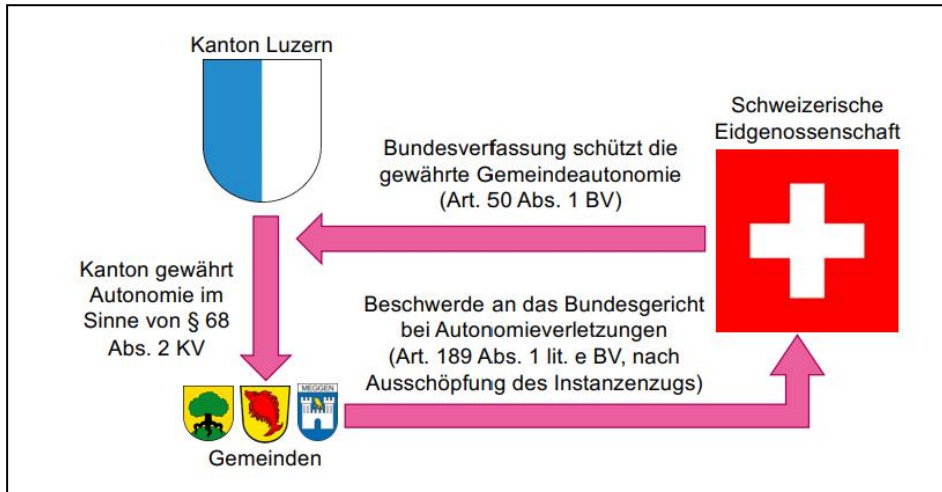 Kanton Luzern
Schweizerische
Eidgenossenschaft
Bundesverfassung schützt die
gewährte Gemeindeautonomie
(Art. 50 Abs. 1 BV)
Kanton gewährt
Autonomie im
Sinne von § 68
Abs. 2 KV
Beschwerde an das Bundesgericht
bei Autonomieverletzungen
(Art. 189 Abs. 1 lit. e BV, nach
Ausschöpfung des Instanzenzugs)
MEGGEN
Gemeinden